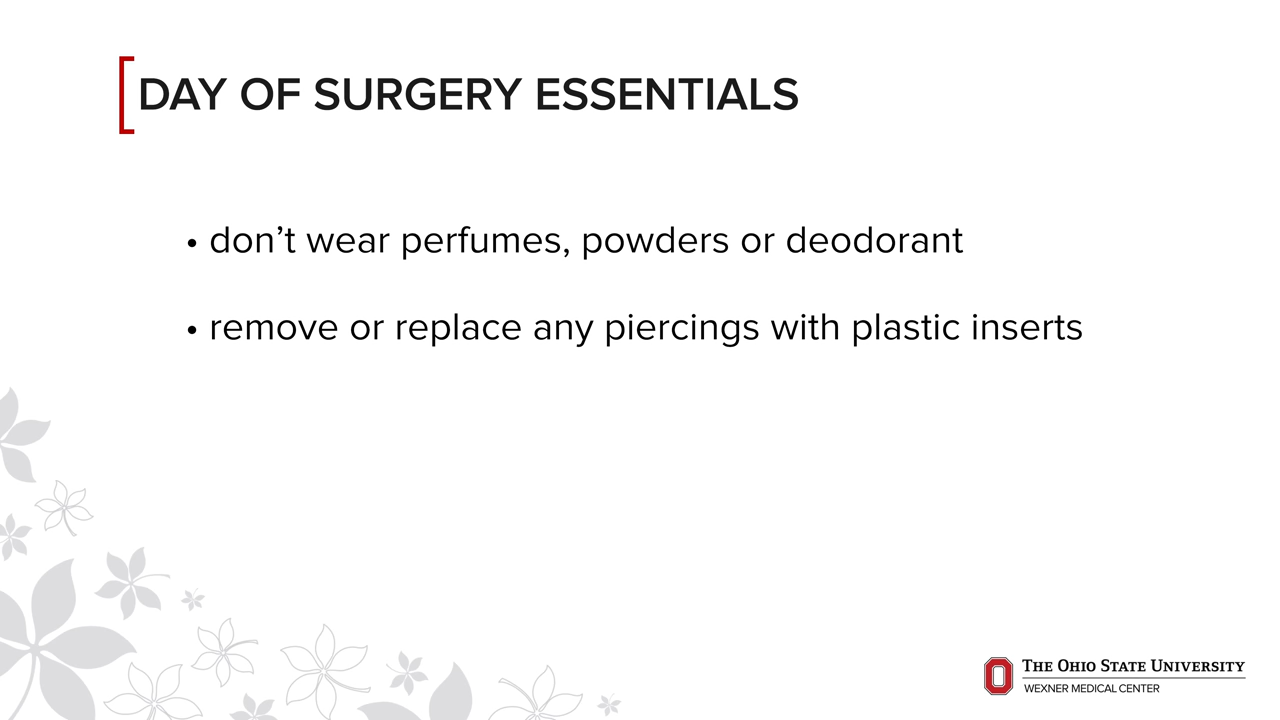 DAY OF SURGERY ESSENTIALS
• don’t wear perfumes, powders or deodorant
• remove or replace any piercings with plastic inserts
THE OHIO STATE UNIVERSITY
WEXNER MEDICAL CENTER